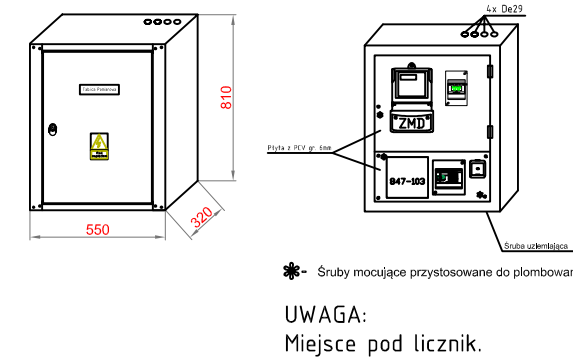 4x De29
Tablica Pomiarowa
810
550
320
ZMD
Płyta z PCV gr. 6mm
847-103
Śruba uziemiająca
- Śruby mocujące przystosowane do plombowan
UWAGA:
Miejsce pod licznik.